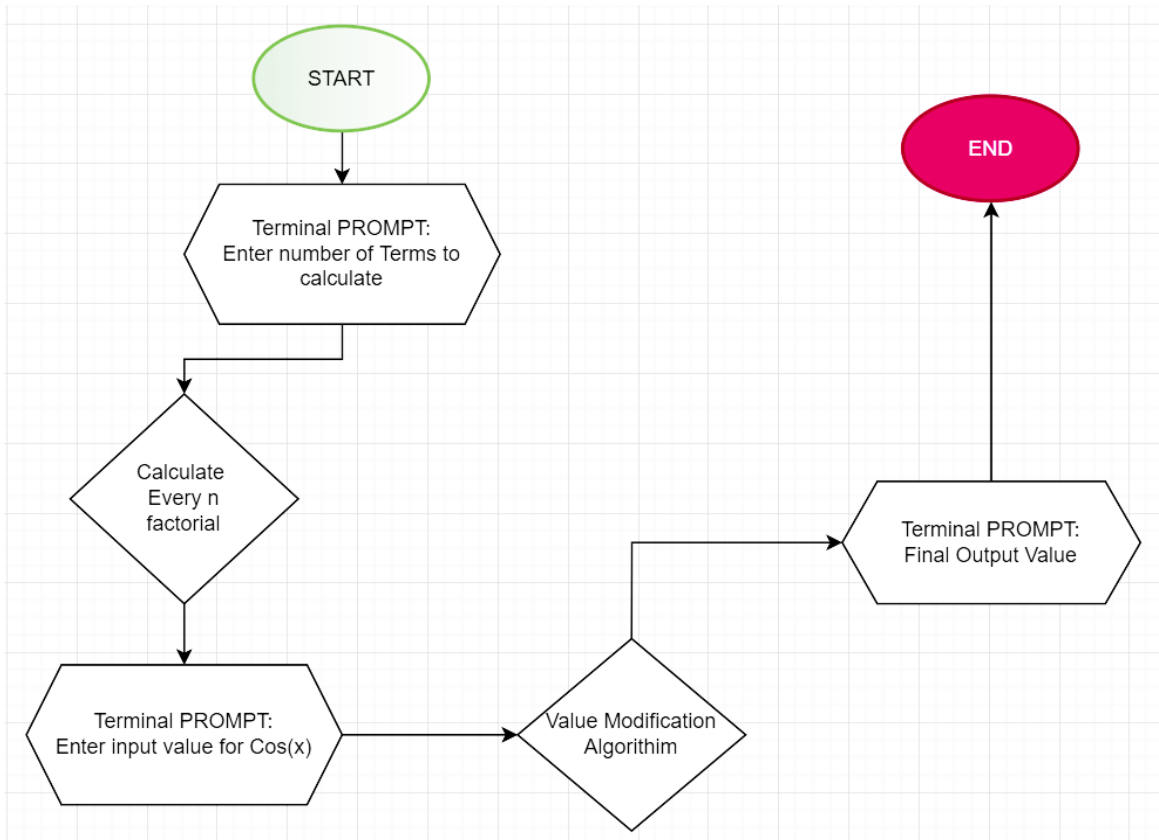 START
Terminal PROMPT:
Enter number of Terms to
calculate
Calculate
Every n
factorial
Terminal PROMPT:
Enter input value for Cos(x)
Value Modification
Algorithim
Terminal PROMPT:
Final Output Value
END